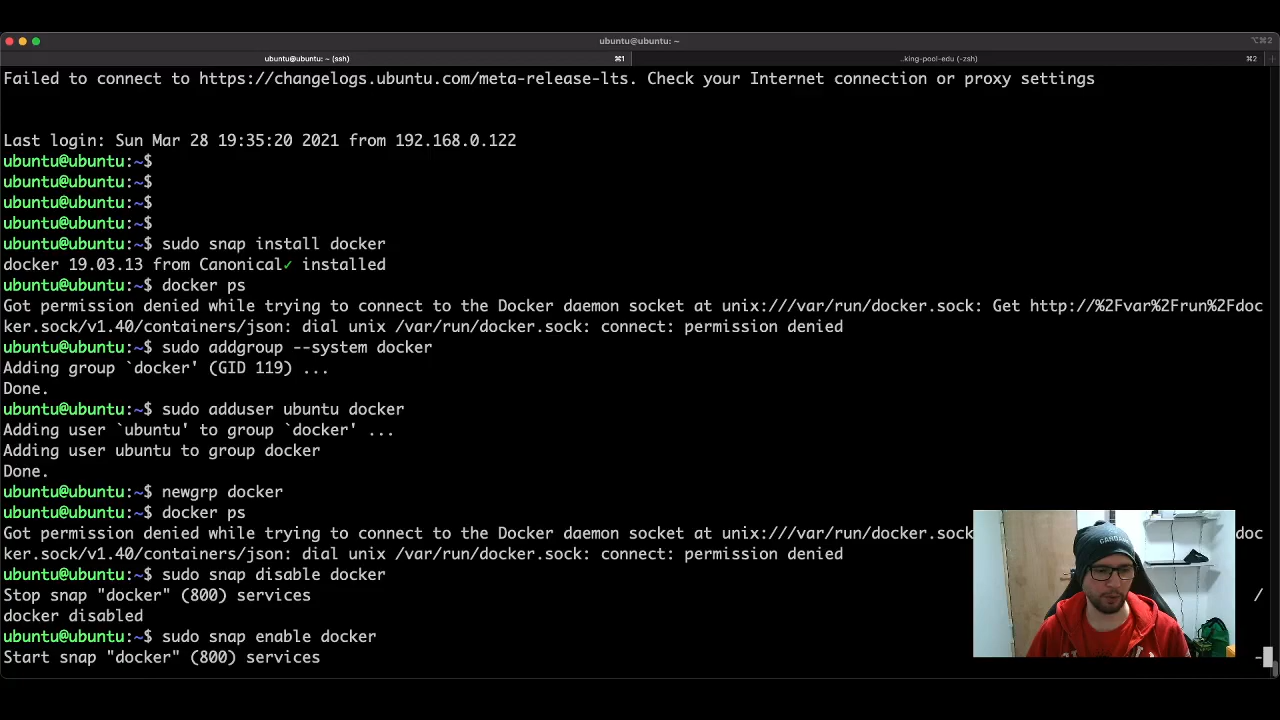 ubuntu@ubuntu: ~
⌥⌘2
ubuntu@ubuntu: ~ (ssh)
⌘1
..king-pool-edu (-zsh)
⌘2
Failed to connect to https://changelogs.ubuntu.com/meta-release-lts. Check your Internet connection or proxy settings
Last login: Sun Mar 28 19:35:20 2021 from 192.168.0.122
ubuntu@ubuntu:~$
ubuntu@ubuntu:~$
ubuntu@ubuntu:~$
ubuntu@ubuntu:~$
ubuntu@ubuntu:~$ sudo snap install docker
docker 19.03.13 from Canonical✓ installed
ubuntu@ubuntu:~$ docker ps
Got permission denied while trying to connect to the Docker daemon socket at unix:///var/run/docker.sock: Get http://%2Fvar%2Frun%2Fdoc
ker.sock/v1.40/containers/json: dial unix /var/run/docker.sock: connect: permission denied
ubuntu@ubuntu:~$ sudo addgroup --system docker
Adding group `docker' (GID 119) ...
Done.
ubuntu@ubuntu:~$ sudo adduser ubuntu docker
Adding user `ubuntu' to group `docker' ...
Adding user ubuntu to group docker
Done.
ubuntu@ubuntu:~$ newgrp docker
ubuntu@ubuntu:~$ docker ps
Got permission denied while trying to connect to the Docker daemon socket at unix:///var/run/docker.sock doc
ker.sock/v1.40/containers/json: dial unix /var/run/docker.sock: connect: permission denied
ubuntu@ubuntu:~$ sudo snap disable docker
Stop snap "docker" (800) services /
docker disabled
ubuntu@ubuntu:~$ sudo snap enable docker
Start snap "docker" (800) services -